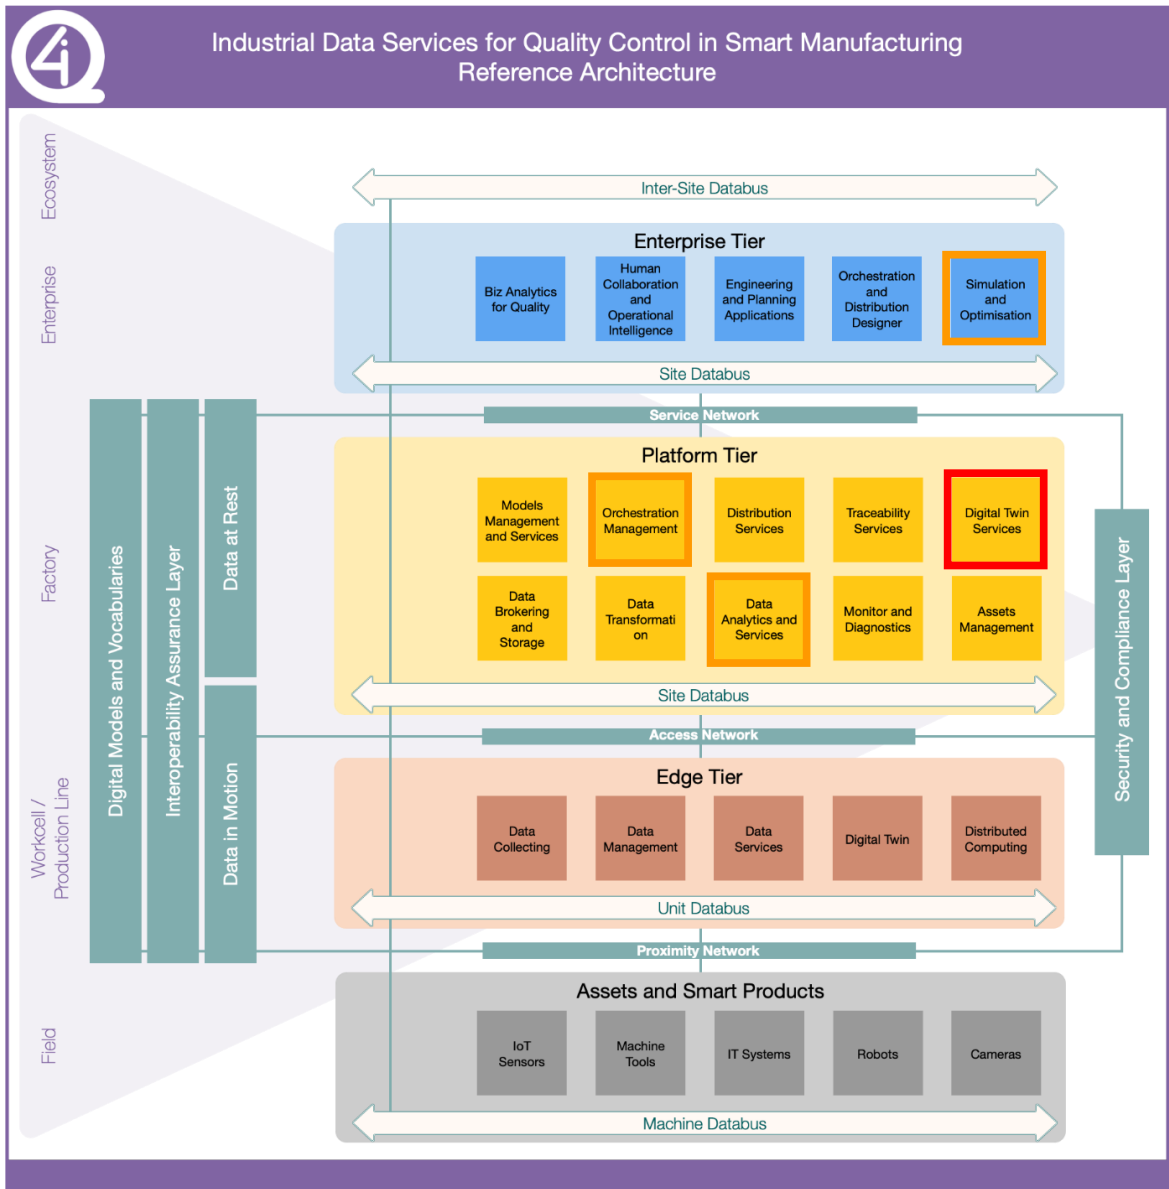 4i
Industrial Data Services for Quality Control in Smart Manufacturing
Reference Architecture
Ecosystem
Inter-Site Databus
Enterprise
Enterprise Tier
Biz Analytics
for Quality
Human
Collaboration
and
Operational
Intelligence
Engineering
and Planning
Applications
Orchestration
and
Distribution
Designer
Simulation
and
Optimisation
Site Databus
Service Network
Factory
Digital Models and Vocabularies
Interoperability Assurance Layer
Data at Rest
Data in Motion
Security and Compliance Layer
Platform Tier
Models
Management
and Services
Orchestration
Management
Distribution
Services
Traceability
Services
Digital Twin
Services
Data
Brokering
and
Storage
Data
Transformati
on
Data
Analytics and
Services
Monitor and
Diagnostics
Assets
Management
Site Databus
Access Network
Workcell /
Production Line
Edge Tier
Data
Collecting
Data
Management
Data
Services
Digital Twin
Distributed
Computing
Unit Databus
Proximity Network
Field
Assets and Smart Products
IoT
Sensors
Machine
Tools
IT Systems
Robots
Cameras
Machine Databus